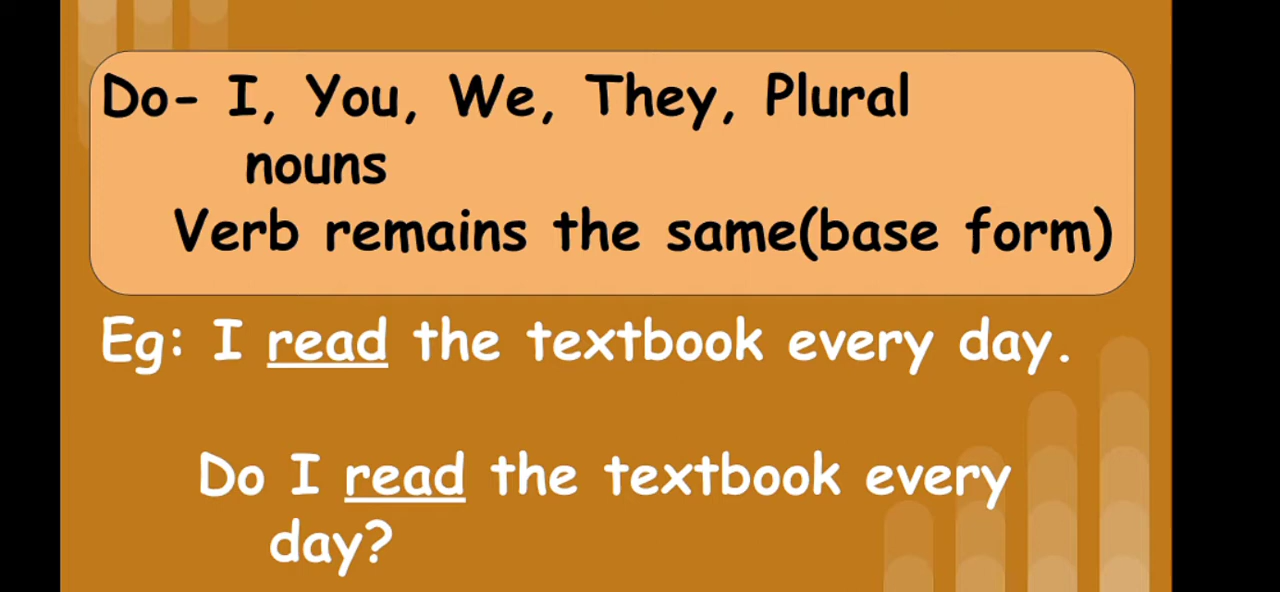 Do- I, You, We, They, Plural
nouns
Verb remains the same(base form)
Eg: I read the textbook every day.
Do I read the textbook every
day?